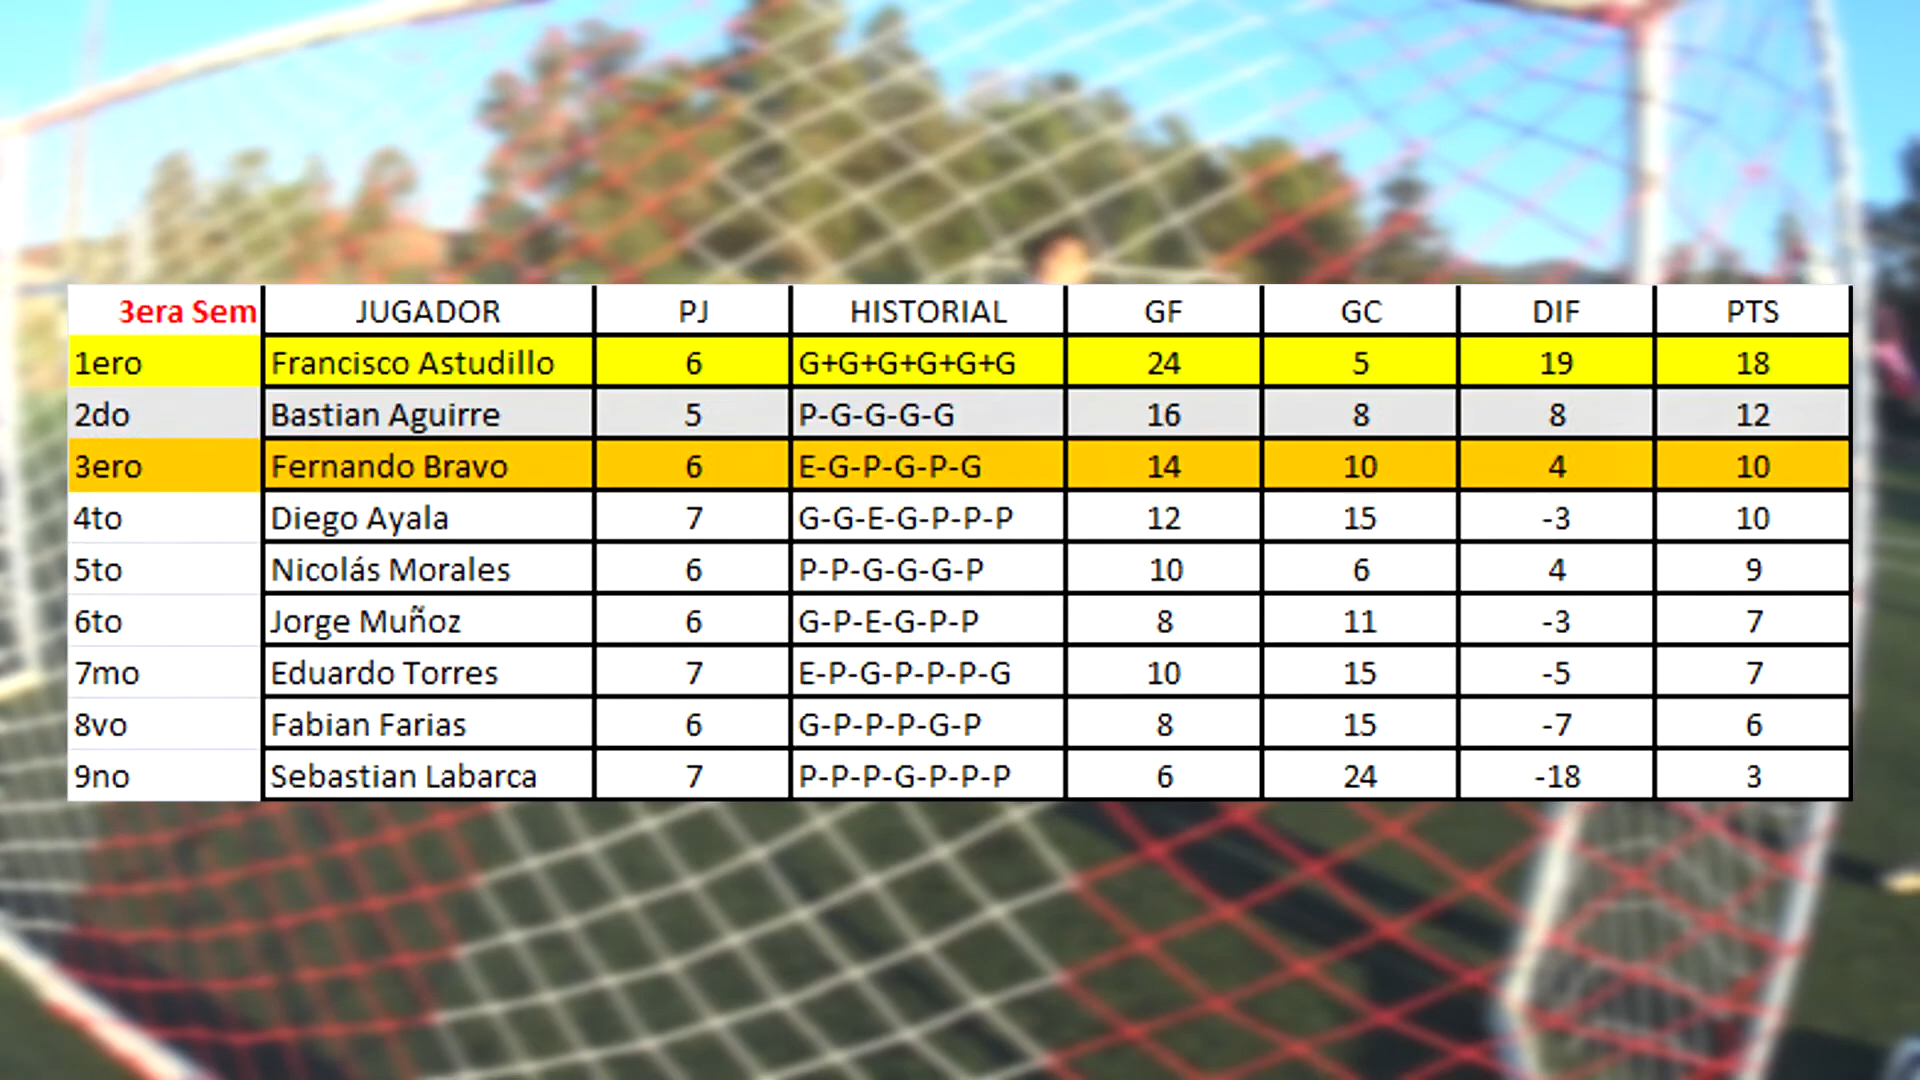 3era Sem JUGADOR PJ HISTORIAL GF GC DIF PTS
1ero Francisco Astudillo 6 G+G+G+G+G+G 24 5 19 18
2do Bastian Aguirre 5 P-G-G-G-G 16 8 8 12
3ero Fernando Bravo 6 E-G-P-G-P-G 14 10 4 10
4to Diego Ayala 7 G-G-E-G-P-P-P 12 15 -3 10
5to Nicolás Morales 6 P-P-G-G-G-P 10 6 4 9
6to Jorge Muñoz 6 G-P-E-G-P-P 8 11 -3 7
7mo Eduardo Torres 7 E-P-G-P-P-P-G 10 15 -5 7
8vo Fabian Farias 6 G-P-P-P-G-P 8 15 -7 6
9no Sebastian Labarca 7 P-P-P-G-P-P-P 6 24 -18 3